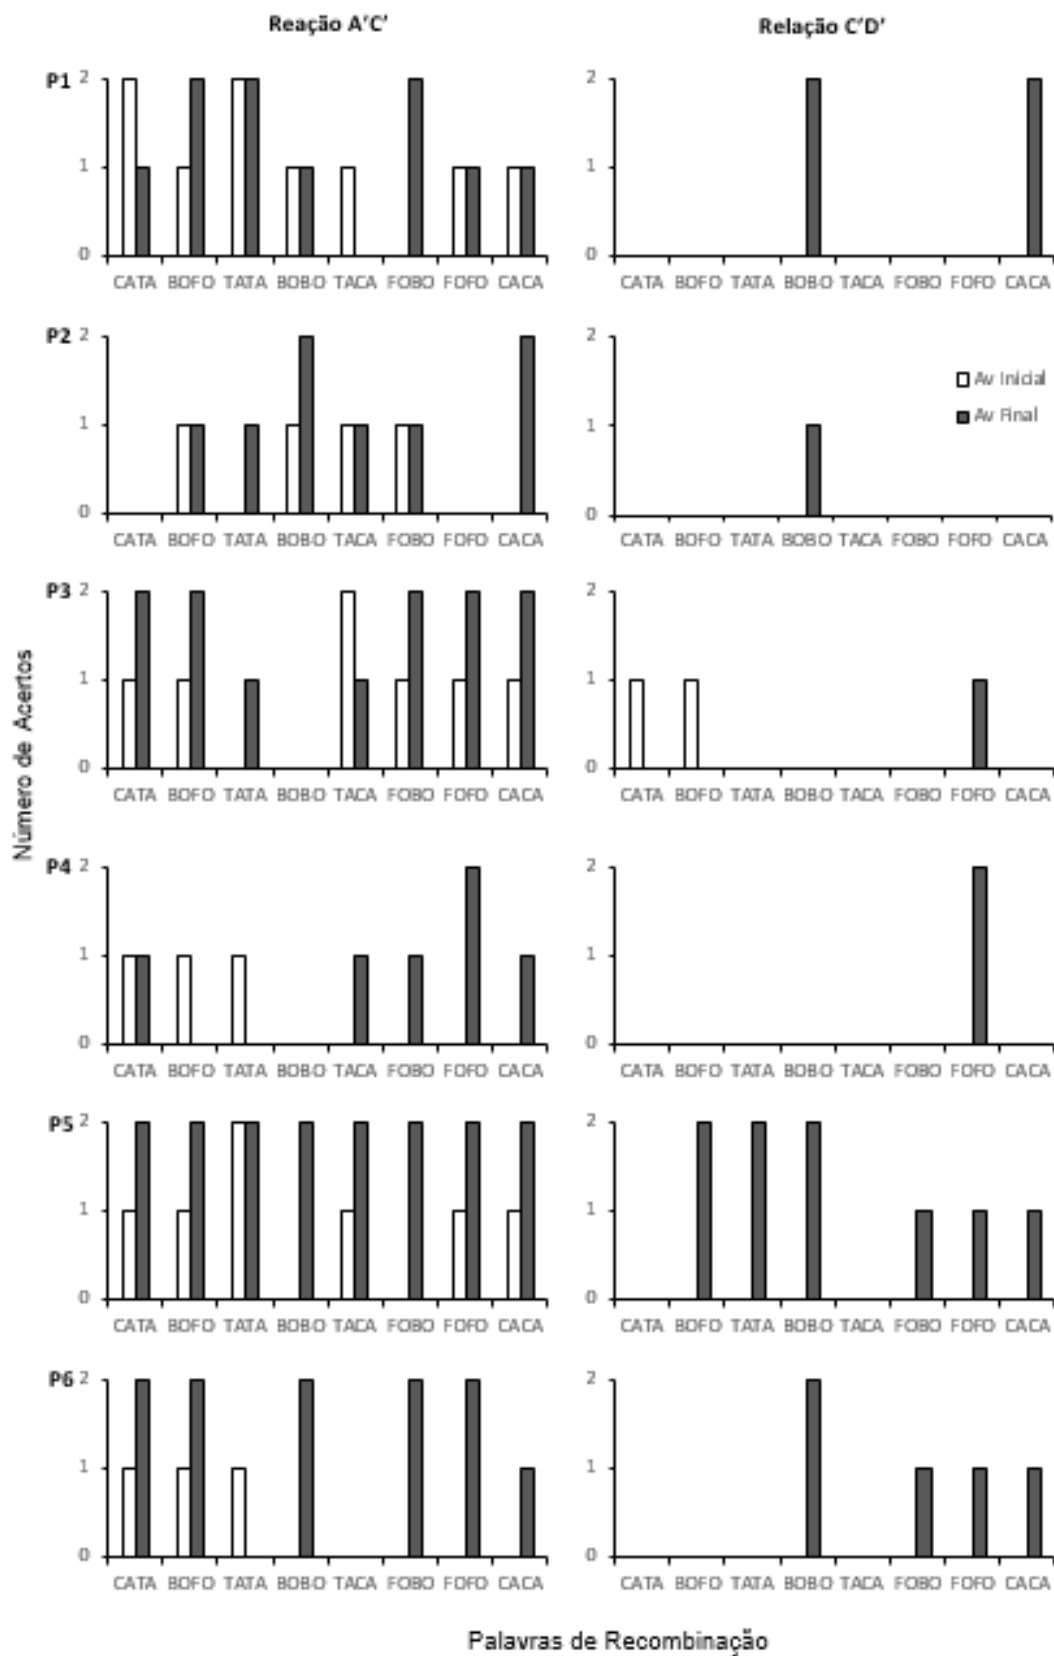 Reação A'C' Relação C'D'
P1 2 2
1 1
0 0
CATA BOFO TATA BOBO TACA FOBO FOFO CACA CATA BOFO TATA BOBO TACA FOBO FOFO CACA
P2 2 2
Av Inicial
Av Final
1 1
0 0
CATA BOFO TATA BOBO TACA FOBO FOFO CACA CATA BOFO TATA BOBO TACA FOBO FOFO CACA
P3 2 2
1 1
0 0
CATA BOFO TATA BOBO TACA FOBO FOFO CACA CATA BOFO TATA BOBO TACA FOBO FOFO CACA
Número de Acertos
P4 2 2
1 1
0 0
CATA BOFO TATA BOBO TACA FOBO FOFO CACA CATA BOFO TATA BOBO TACA FOBO FOFO CACA
P5 2 2
1 1
0 0
CATA BOFO TATA BOBO TACA FOBO FOFO CACA CATA BOFO TATA BOBO TACA FOBO FOFO CACA
P6 2 2
1 1
0 0
CATA BOFO TATA BOBO TACA FOBO FOFO CACA CATA BOFO TATA BOBO TACA FOBO FOFO CACA
Palavras de Recombinação